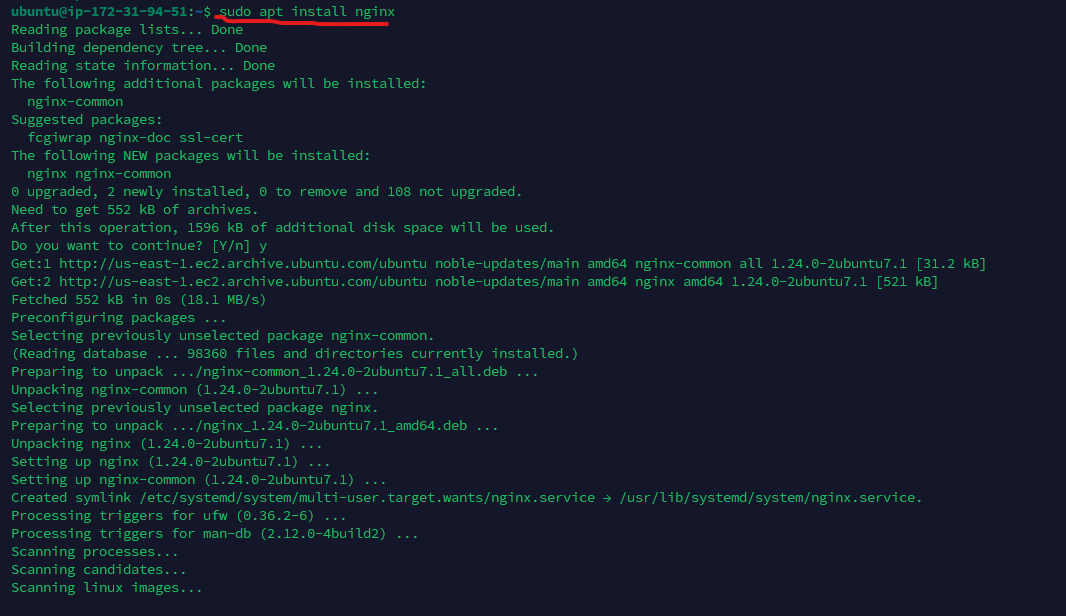 ubuntu@ip-172-31-94-51:~$ sudo apt install nginx
Reading package lists... Done
Building dependency tree... Done
Reading state information... Done
The following additional packages will be installed:
  nginx-common
Suggested packages:
  fcgiwrap nginx-doc ssl-cert
The following NEW packages will be installed:
  nginx nginx-common
0 upgraded, 2 newly installed, 0 to remove and 108 not upgraded.
Need to get 552 kB of archives.
After this operation, 1596 kB of additional disk space will be used.
Do you want to continue? [Y/n] y
Get:1 http://us-east-1.ec2.archive.ubuntu.com/ubuntu noble-updates/main amd64 nginx-common all 1.24.0-2ubuntu7.1 [31.2 kB]
Get:2 http://us-east-1.ec2.archive.ubuntu.com/ubuntu noble-updates/main amd64 nginx amd64 1.24.0-2ubuntu7.1 [521 kB]
Fetched 552 kB in 0s (18.1 MB/s)
Preconfiguring packages ...
Selecting previously unselected package nginx-common.
(Reading database ... 98360 files and directories currently installed.)
Preparing to unpack .../nginx-common_1.24.0-2ubuntu7.1_all.deb ...
Unpacking nginx-common (1.24.0-2ubuntu7.1) ...
Selecting previously unselected package nginx.
Preparing to unpack .../nginx_1.24.0-2ubuntu7.1_amd64.deb ...
Unpacking nginx (1.24.0-2ubuntu7.1) ...
Setting up nginx (1.24.0-2ubuntu7.1) ...
Setting up nginx-common (1.24.0-2ubuntu7.1) ...
Created symlink /etc/systemd/system/multi-user.target.wants/nginx.service → /usr/lib/systemd/system/nginx.service.
Processing triggers for ufw (0.36.2-6) ...
Processing triggers for man-db (2.12.0-4build2) ...
Scanning processes...
Scanning candidates...
Scanning linux images...